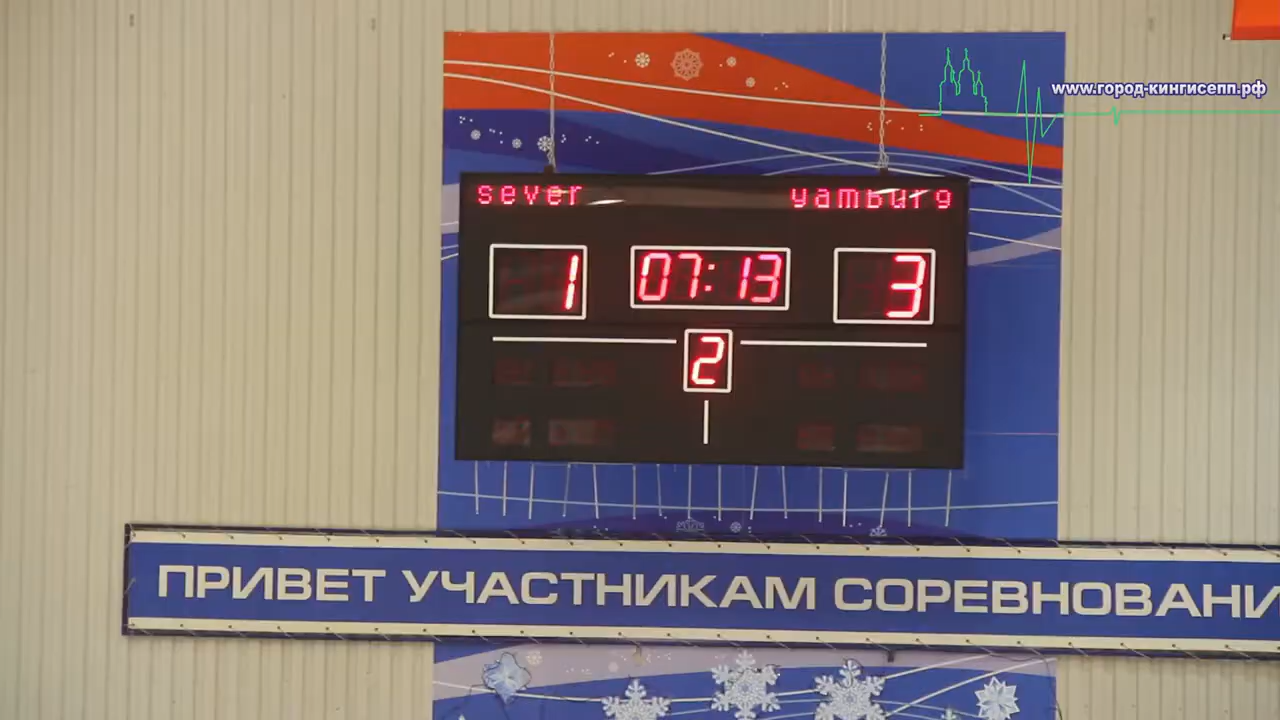 www.город-кингисепп.рф
sever yamburg
1 07:13 3
2
ПРИВЕТ УЧАСТНИКАМ СОРЕВНОВАНИ